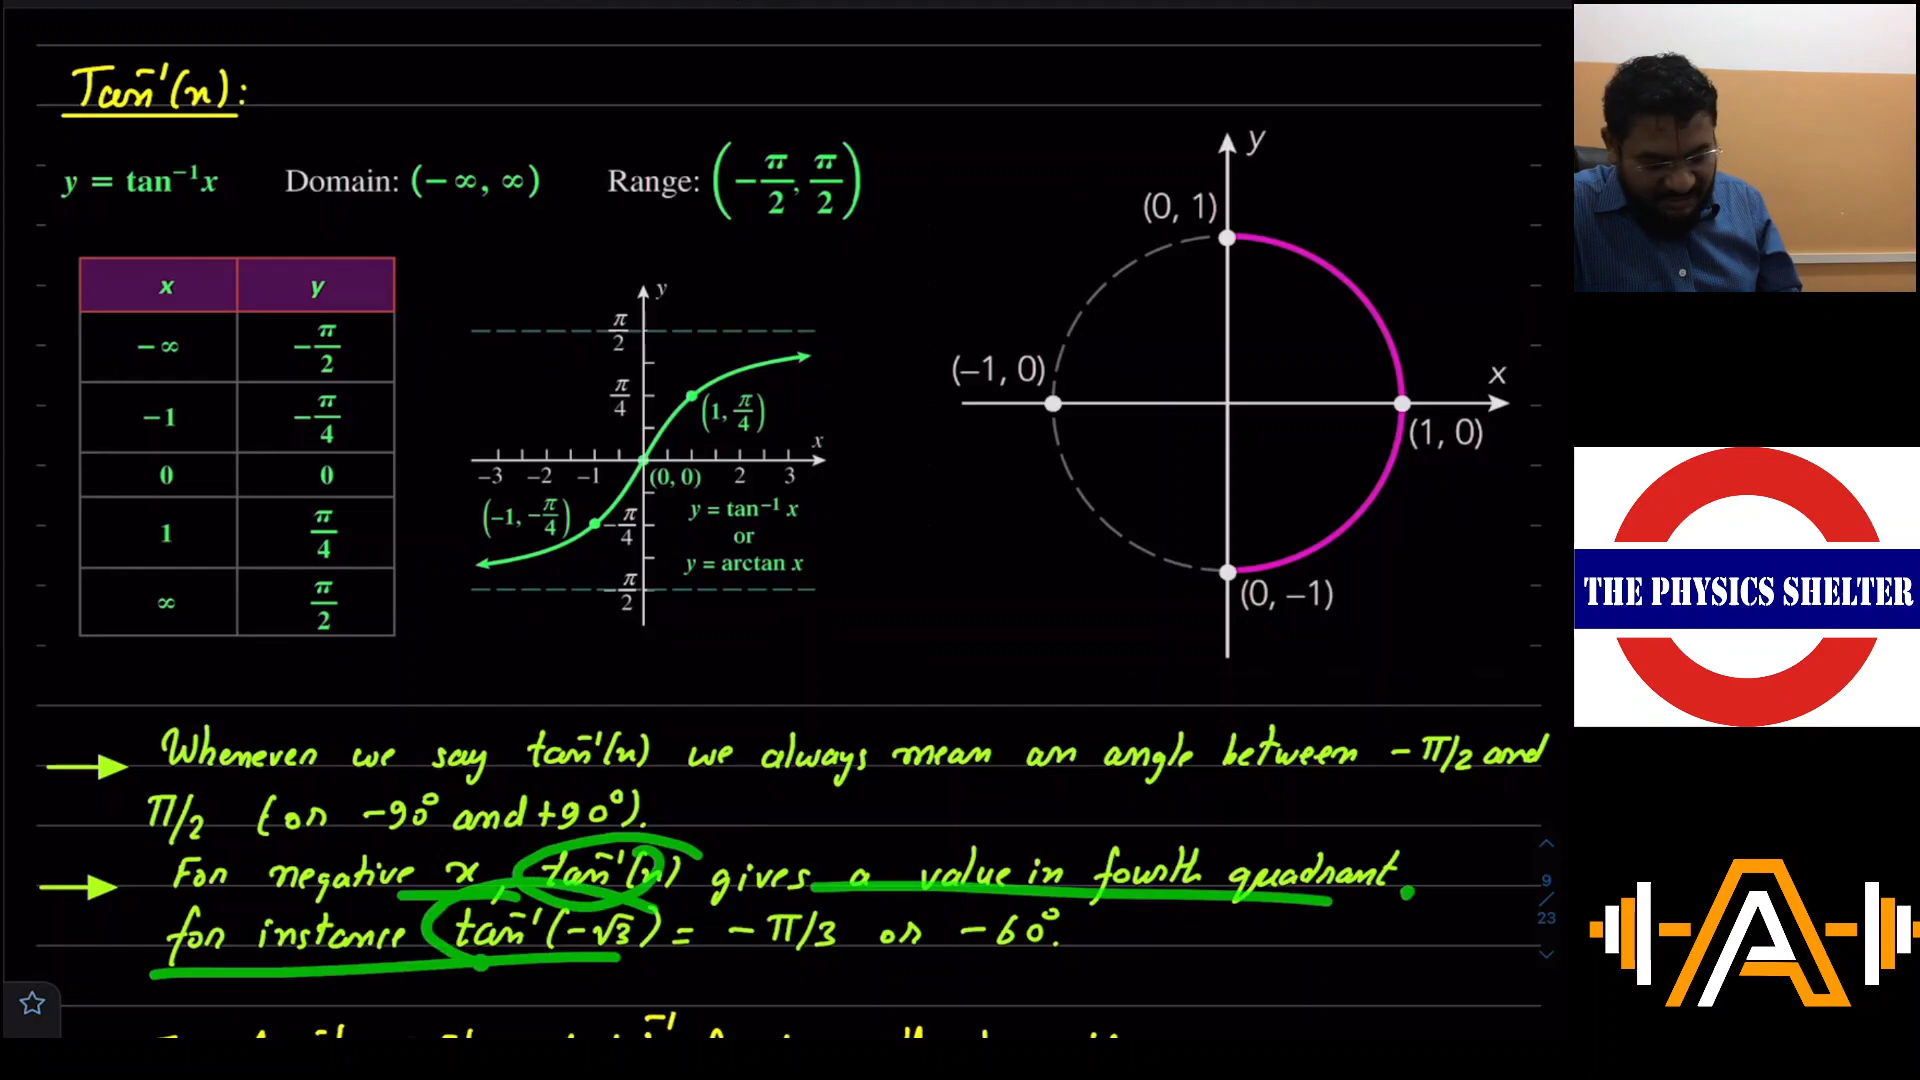 Tan⁻¹(x):
y = tan⁻¹x Domain: (−∞, ∞) Range: (−π/2, π/2)
x y
−∞ −π/2
−1 −π/4
0 0
1 π/4
∞ π/2
y
π/2
π/4
(1, π/4)
x
−3 −2 −1 (0, 0) 2 3
(−1, −π/4)
−π/4
y = tan⁻¹ x
or
y = arctan x
−π/2
y
(0, 1)
(−1, 0)
x
(1, 0)
(0, −1)
Whenever we say tan⁻¹(x) we always mean an angle between −π/2 and
π/2 (or −90° and +90°).
For negative x, tan⁻¹(x) gives a value in fourth quadrant.
for instance tan⁻¹(−√3) = −π/3 or −60°.
9
/
23
THE PHYSICS SHELTER